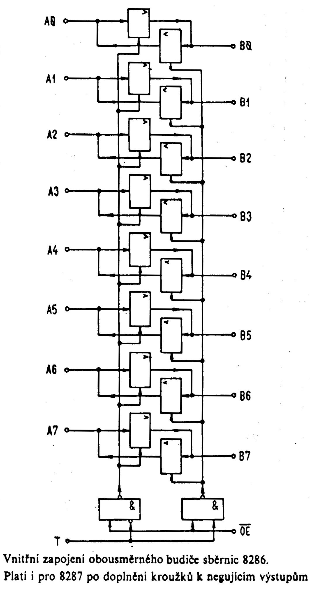 A0
B0
A1
B1
A2
B2
A3
B3
A4
B4
A5
B5
A6
B6
A7
B7
OE
T
Vnitřní zapojení obousměrného budiče sběrnic 8286.
Platí i pro 8287 po doplnění kroužků k negujícím výstupům